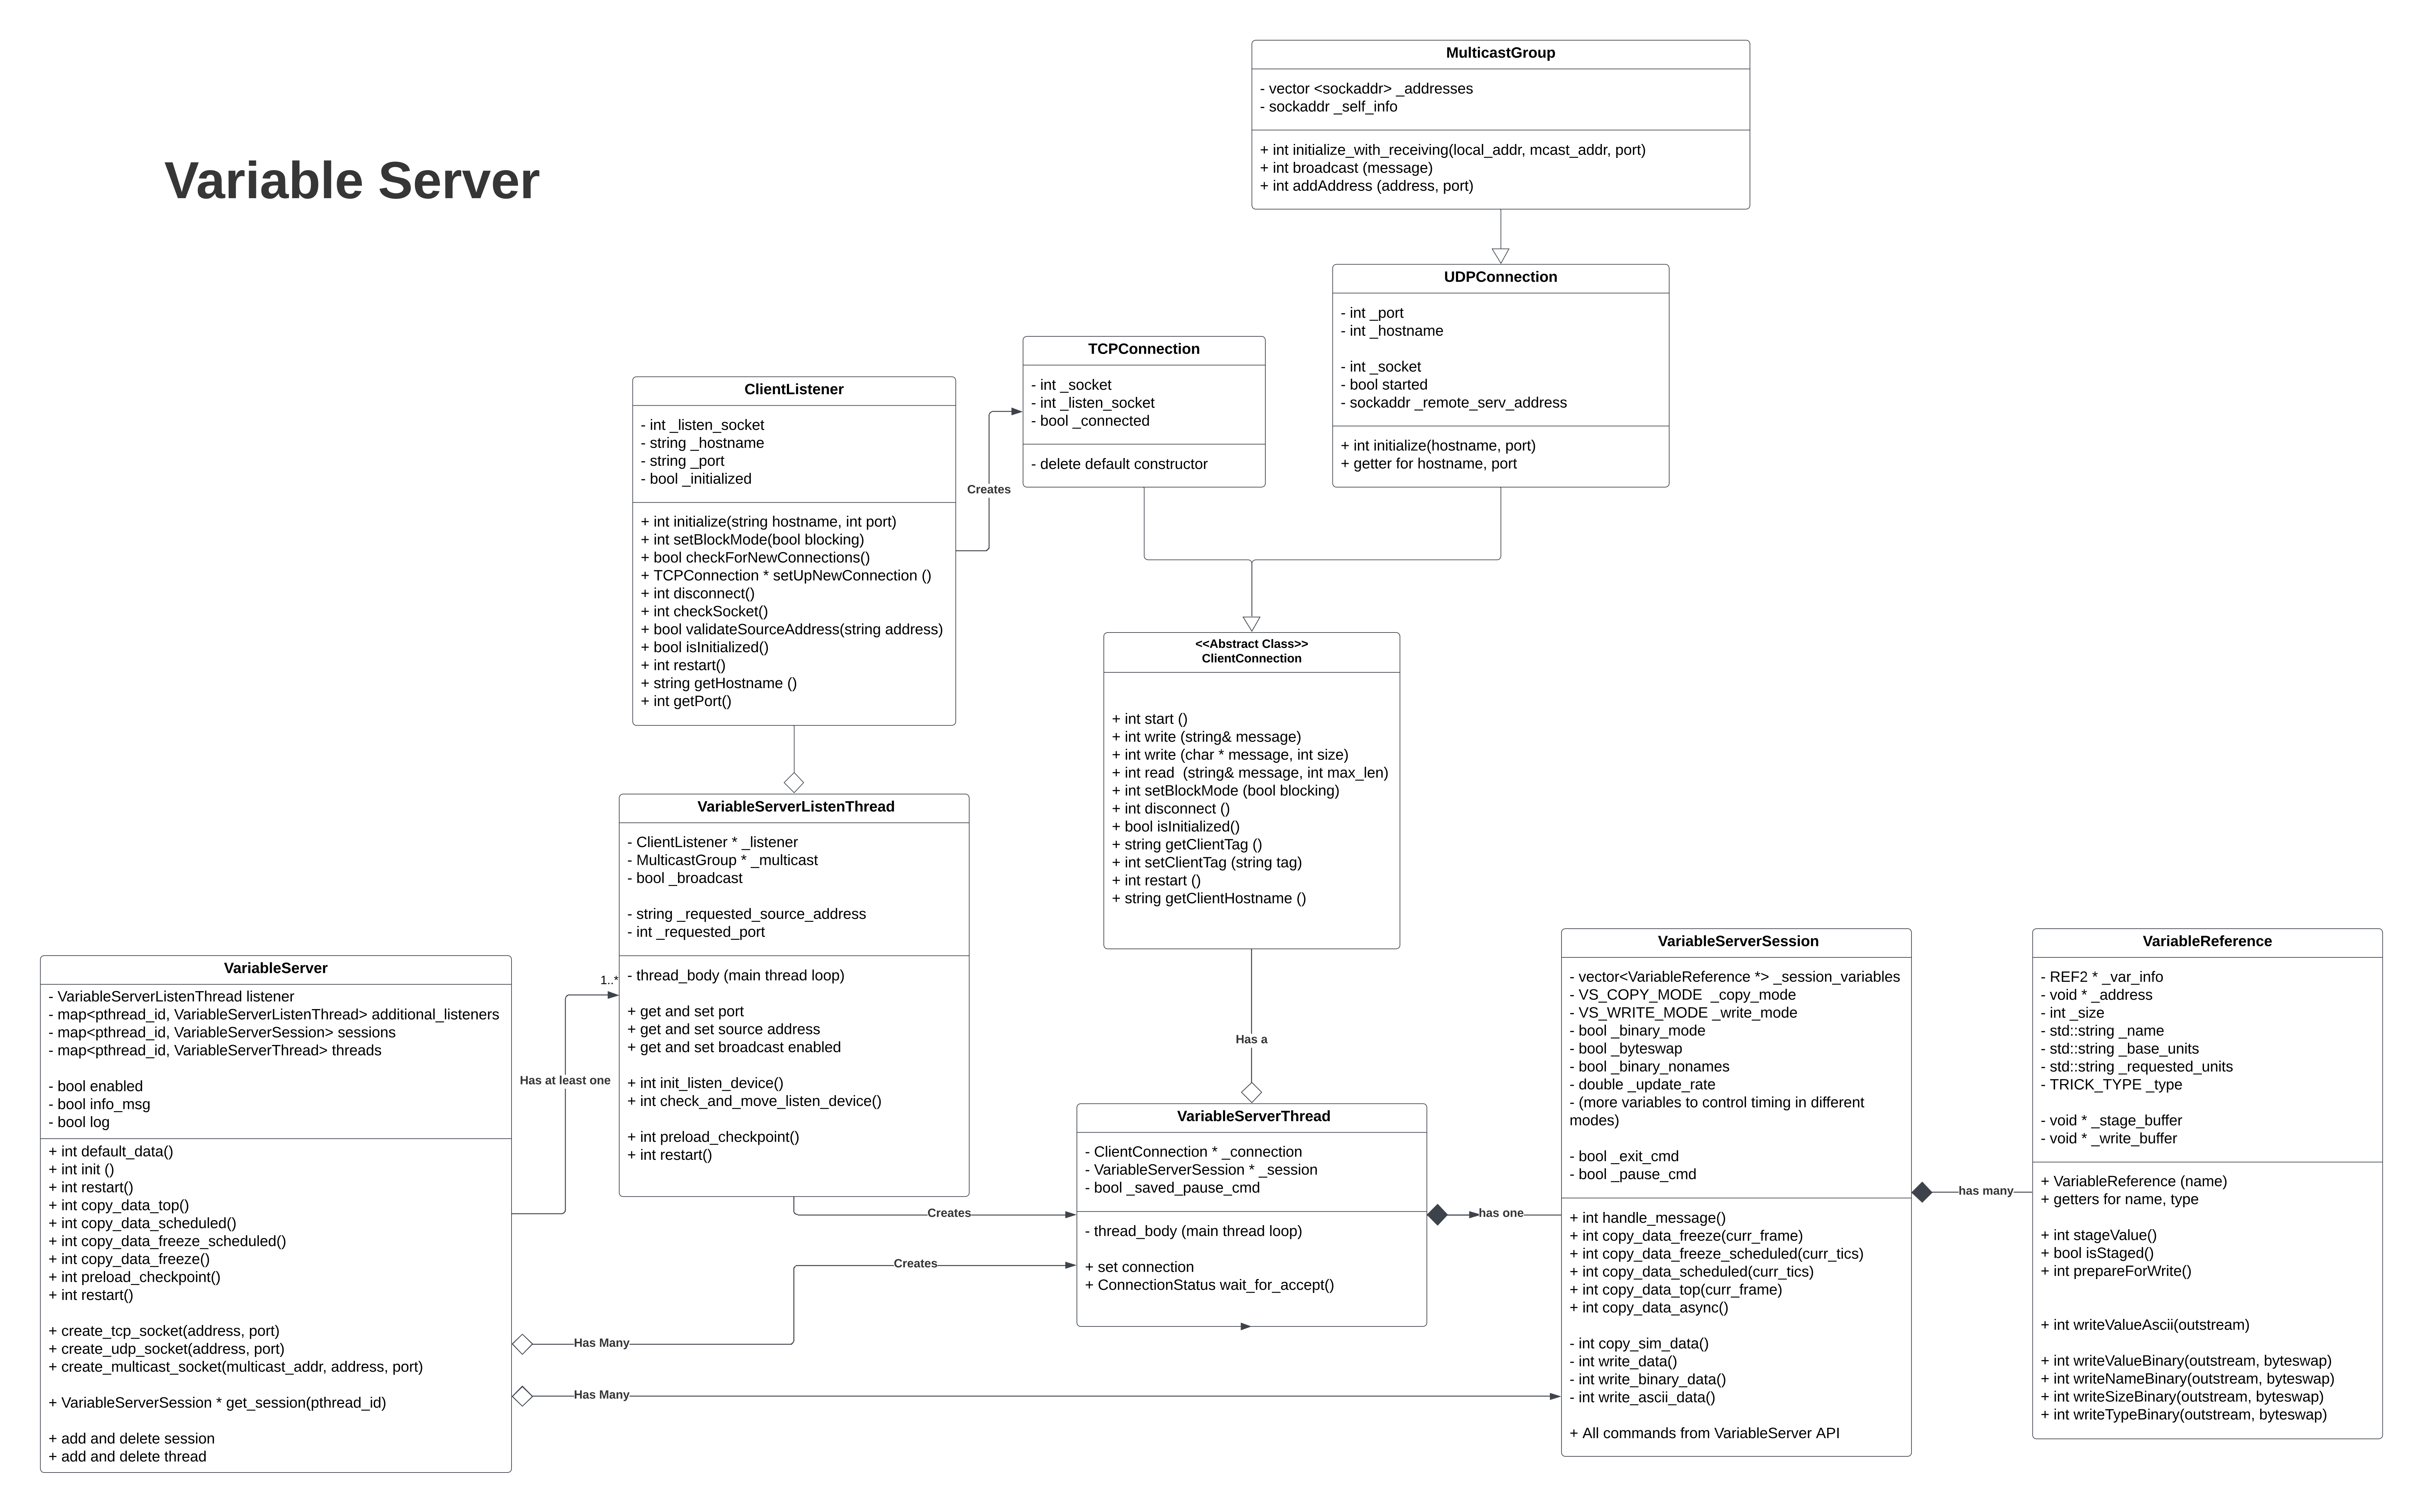 Variable Server
MulticastGroup
- vector <sockaddr> _addresses
- sockaddr _self_info
+ int initialize_with_receiving(local_addr, mcast_addr, port)
+ int broadcast (message)
+ int addAddress (address, port)
UDPConnection
- int _port
- int _hostname
- int _socket
- bool started
- sockaddr _remote_serv_address
+ int initialize(hostname, port)
+ getter for hostname, port
TCPConnection
- int _socket
- int _listen_socket
- bool _connected
- delete default constructor
ClientListener
- int _listen_socket
- string _hostname
- string _port
- bool _initialized
+ int initialize(string hostname, int port)
+ int setBlockMode(bool blocking)
+ bool checkForNewConnections()
+ TCPConnection * setUpNewConnection ()
+ int disconnect()
+ int checkSocket()
+ bool validateSourceAddress(string address)
+ bool isInitialized()
+ int restart()
+ string getHostname ()
+ int getPort()
Creates
<<Abstract Class>>
ClientConnection
+ int start ()
+ int write (string& message)
+ int write (char * message, int size)
+ int read  (string& message, int max_len)
+ int setBlockMode (bool blocking)
+ int disconnect ()
+ bool isInitialized()
+ string getClientTag ()
+ int setClientTag (string tag)
+ int restart ()
+ string getClientHostname ()
Has a
VariableServerListenThread
- ClientListener * _listener
- MulticastGroup * _multicast
- bool _broadcast
- string _requested_source_address
- int _requested_port
- thread_body (main thread loop)
+ get and set port
+ get and set source address
+ get and set broadcast enabled
+ int init_listen_device()
+ int check_and_move_listen_device()
+ int preload_checkpoint()
+ int restart()
1..*
Has at least one
VariableServer
- VariableServerListenThread listener
- map<pthread_id, VariableServerListenThread> additional_listeners
- map<pthread_id, VariableServerSession> sessions
- map<pthread_id, VariableServerThread> threads
- bool enabled
- bool info_msg
- bool log
+ int default_data()
+ int init ()
+ int restart()
+ int copy_data_top()
+ int copy_data_scheduled()
+ int copy_data_freeze_scheduled()
+ int copy_data_freeze()
+ int preload_checkpoint()
+ int restart()
+ create_tcp_socket(address, port)
+ create_udp_socket(address, port)
+ create_multicast_socket(multicast_addr, address, port)
+ VariableServerSession * get_session(pthread_id)
+ add and delete session
+ add and delete thread
Creates
Creates
Has Many
Has Many
VariableServerThread
- ClientConnection * _connection
- VariableServerSession * _session
- bool _saved_pause_cmd
- thread_body (main thread loop)
+ set connection
+ ConnectionStatus wait_for_accept()
has one
VariableServerSession
- vector<VariableReference *> _session_variables
- VS_COPY_MODE  _copy_mode
- VS_WRITE_MODE _write_mode
- bool _binary_mode
- bool _byteswap
- bool _binary_nonames
- double _update_rate
- (more variables to control timing in different
modes)
- bool _exit_cmd
- bool _pause_cmd
+ int handle_message()
+ int copy_data_freeze(curr_frame)
+ int copy_data_freeze_scheduled(curr_tics)
+ int copy_data_scheduled(curr_tics)
+ int copy_data_top(curr_frame)
+ int copy_data_async()
- int copy_sim_data()
- int write_data()
- int write_binary_data()
- int write_ascii_data()
+ All commands from VariableServer API
has many
VariableReference
- REF2 * _var_info
- void * _address
- int _size
- std::string _name
- std::string _base_units
- std::string _requested_units
- TRICK_TYPE _type
- void * _stage_buffer
- void * _write_buffer
+ VariableReference (name)
+ getters for name, type
+ int stageValue()
+ bool isStaged()
+ int prepareForWrite()
+ int writeValueAscii(outstream)
+ int writeValueBinary(outstream, byteswap)
+ int writeNameBinary(outstream, byteswap)
+ int writeSizeBinary(outstream, byteswap)
+ int writeTypeBinary(outstream, byteswap)